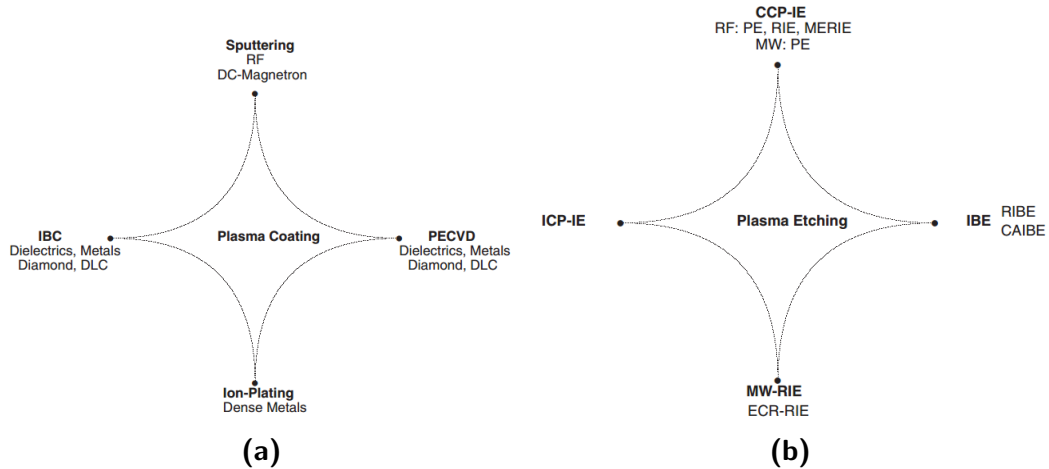 Sputtering
RF
DC-Magnetron
IBC
Dielectrics, Metals
Diamond, DLC
Plasma Coating
PECVD
Dielectrics, Metals
Diamond, DLC
Ion-Plating
Dense Metals
(a)
CCP-IE
RF: PE, RIE, MERIE
MW: PE
ICP-IE
Plasma Etching
IBE
RIBE
CAIBE
MW-RIE
ECR-RIE
(b)